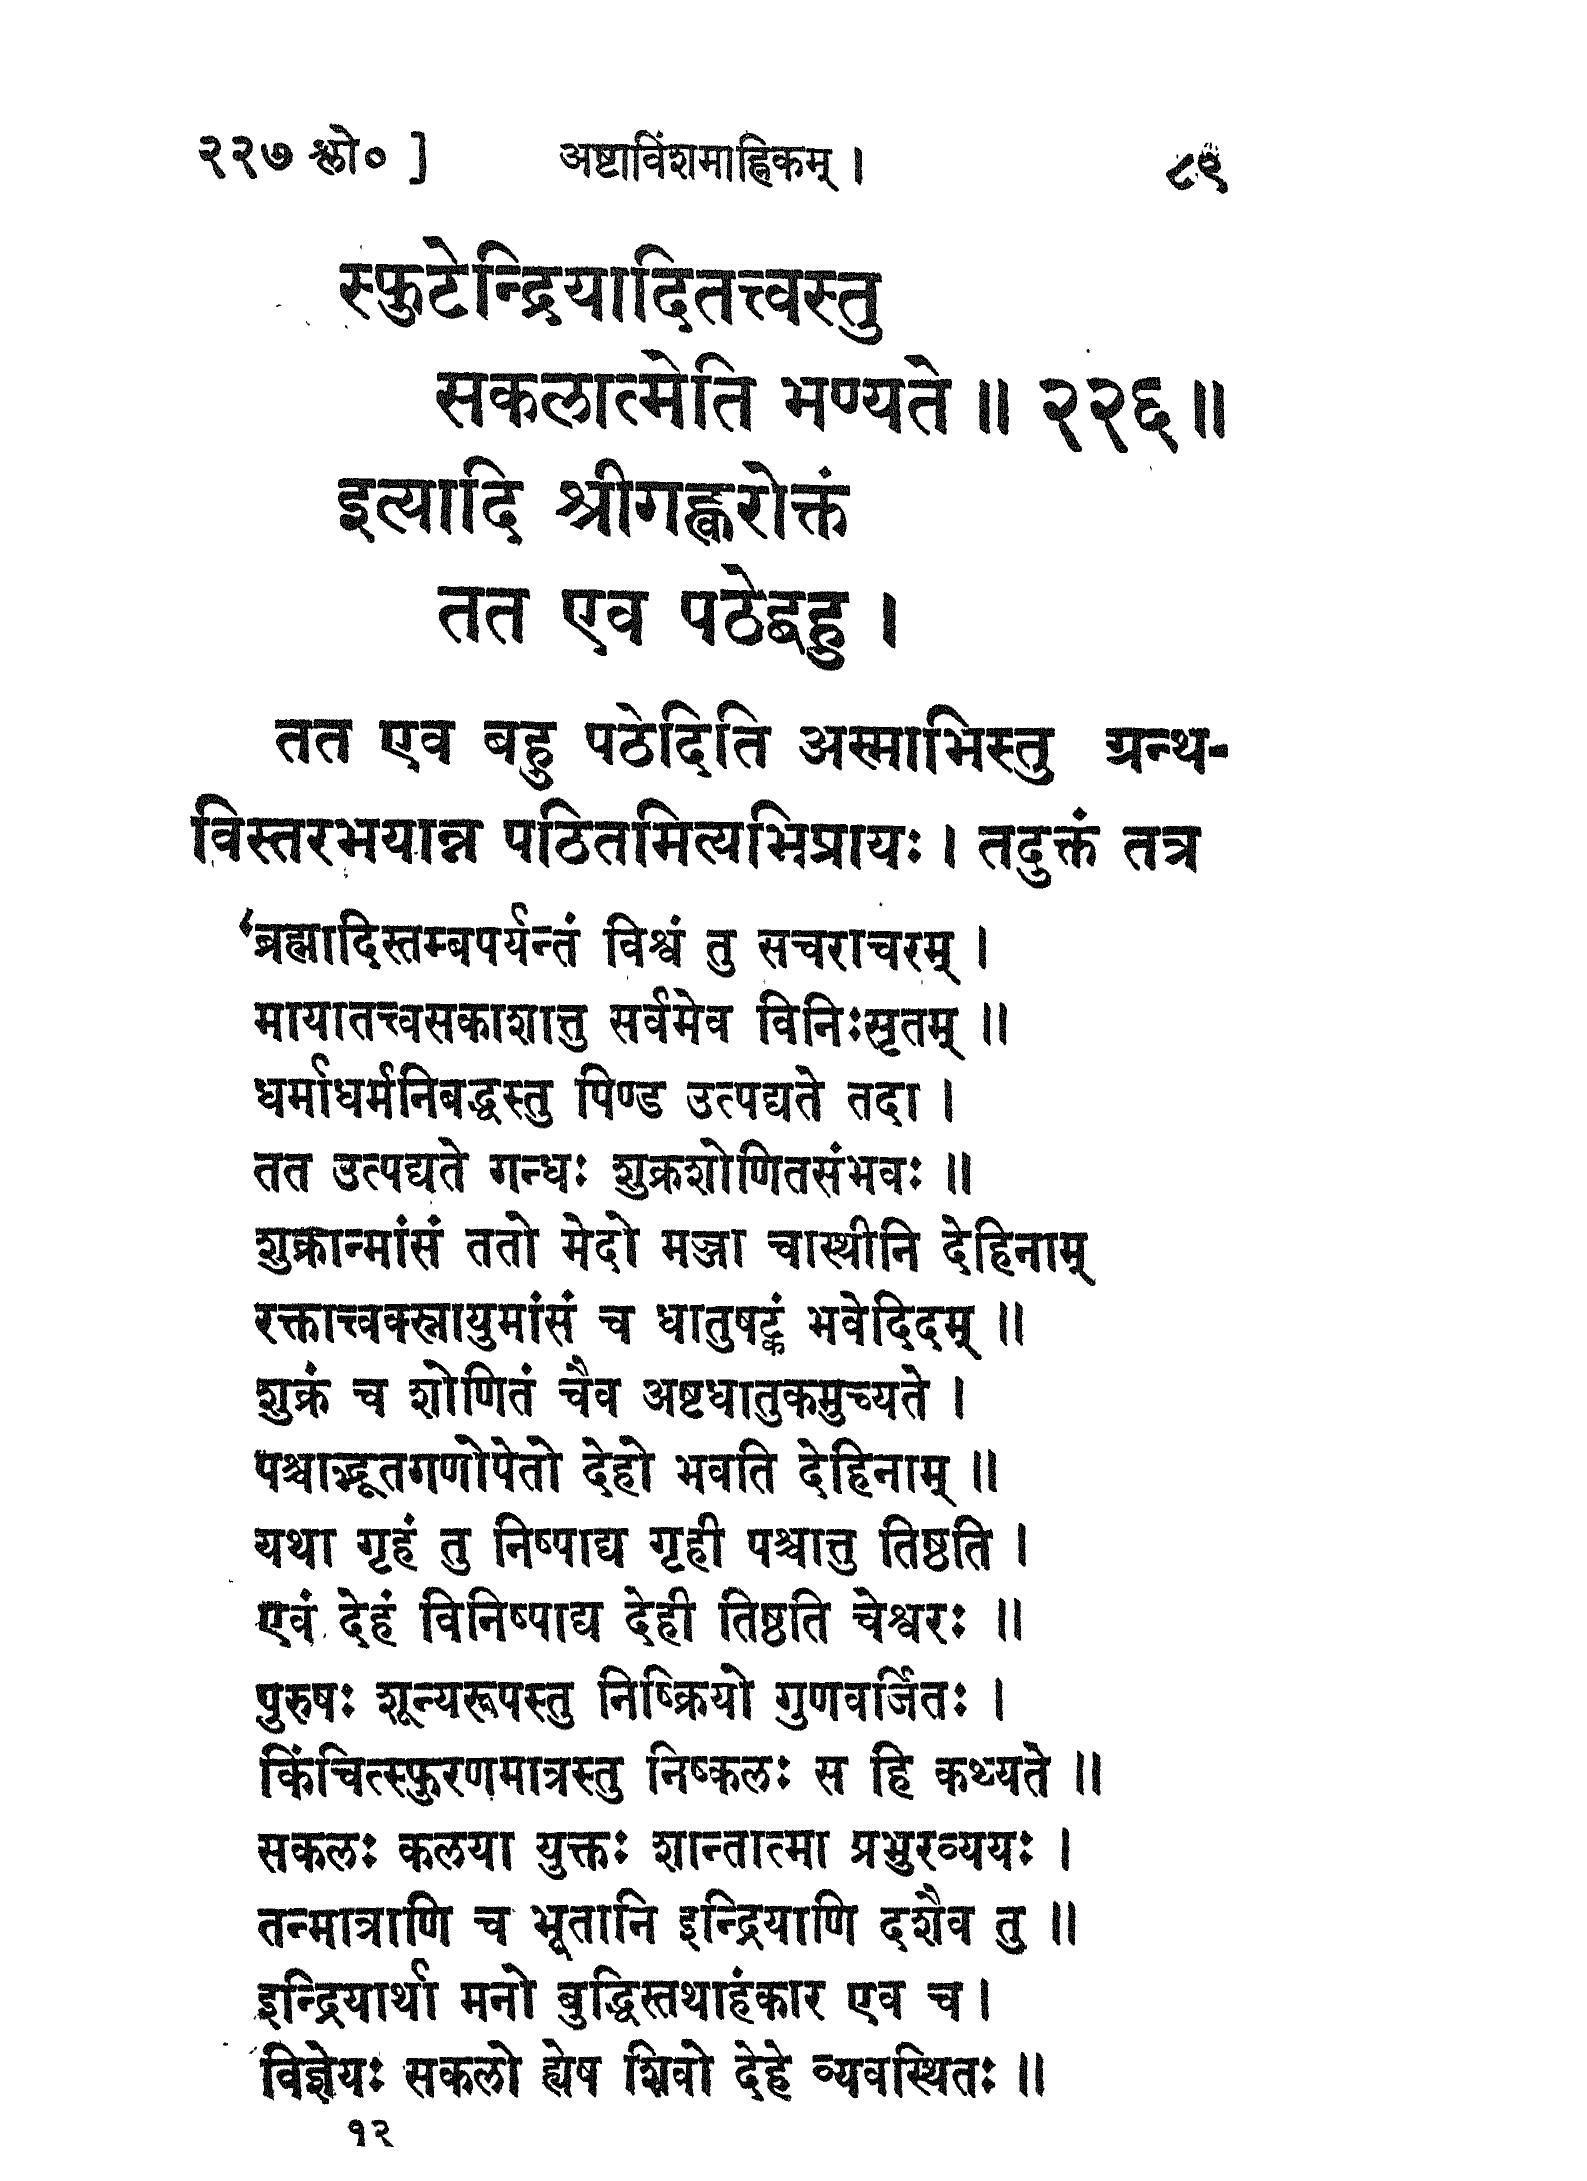 २२७ श्लो० ] अष्टाविंशमाह्निकम् । ८९
स्फुटेन्द्रियादितत्त्वस्तु
सकलात्मेति भण्यते ॥ २२६ ॥
इत्यादि श्रीगह्वरोक्तं
तत एव पठेद्बहु ।
तत एव बहु पठेदिति अस्माभिस्तु ग्रन्थ-
विस्तरभयान्न पठितमित्यभिप्रायः । तदुक्तं तत्र
‘ब्रह्मादिस्तम्बपर्यन्तं विश्वं तु सचराचरम् ।
मायातत्त्वसकाशात्तु सर्वमेव विनिःसृतम् ॥
धर्माधर्मनिबद्धस्तु पिण्ड उत्पद्यते तदा ।
तत उत्पद्यते गन्धः शुक्रशोणितसंभवः ॥
शुक्रान्मांसं ततो मेदो मज्जा चास्थीनि देहिनाम्
रक्तात्त्वक्स्नायुमांसं च धातुषट्कं भवेदिदम् ॥
शुक्रं च शोणितं चैव अष्टधातुकमुच्यते ।
पश्चाद्भूतगणोपेतो देहो भवति देहिनाम् ॥
यथा गृहं तु निष्पाद्य गृही पश्चात्तु तिष्ठति ।
एवं देहं विनिष्पाद्य देही तिष्ठति चेश्वरः ॥
पुरुषः शून्यरूपस्तु निष्क्रियो गुणवर्जितः ।
किंचित्स्फुरणमात्रस्तु निष्कलः स हि कथ्यते ॥
सकलः कलया युक्तः शान्तात्मा प्रभुरव्ययः ।
तन्मात्राणि च भूतानि इन्द्रियाणि दशैव तु ॥
इन्द्रियार्था मनो बुद्धिस्तथाहंकार एव च ।
विज्ञेयः सकलो ह्येष शिवो देहे व्यवस्थितः ॥
१२